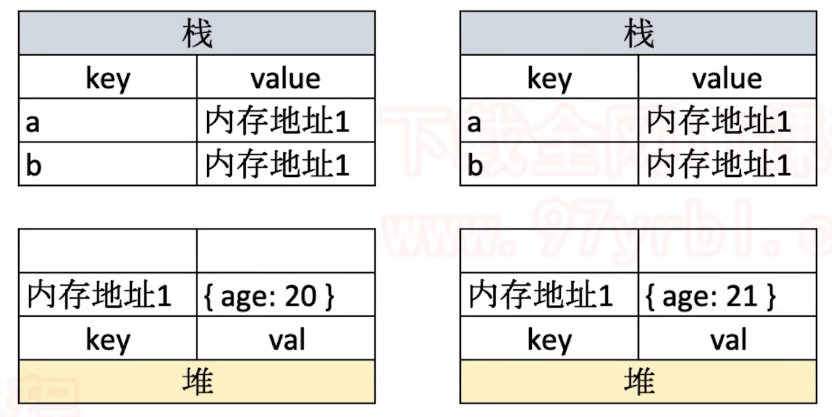 栈
key value
a 内存地址1
b 内存地址1
栈
key value
a 内存地址1
b 内存地址1
内存地址1 { age: 20 }
key val
堆
内存地址1 { age: 21 }
key val
堆
下载全网
www.97yrbl.c